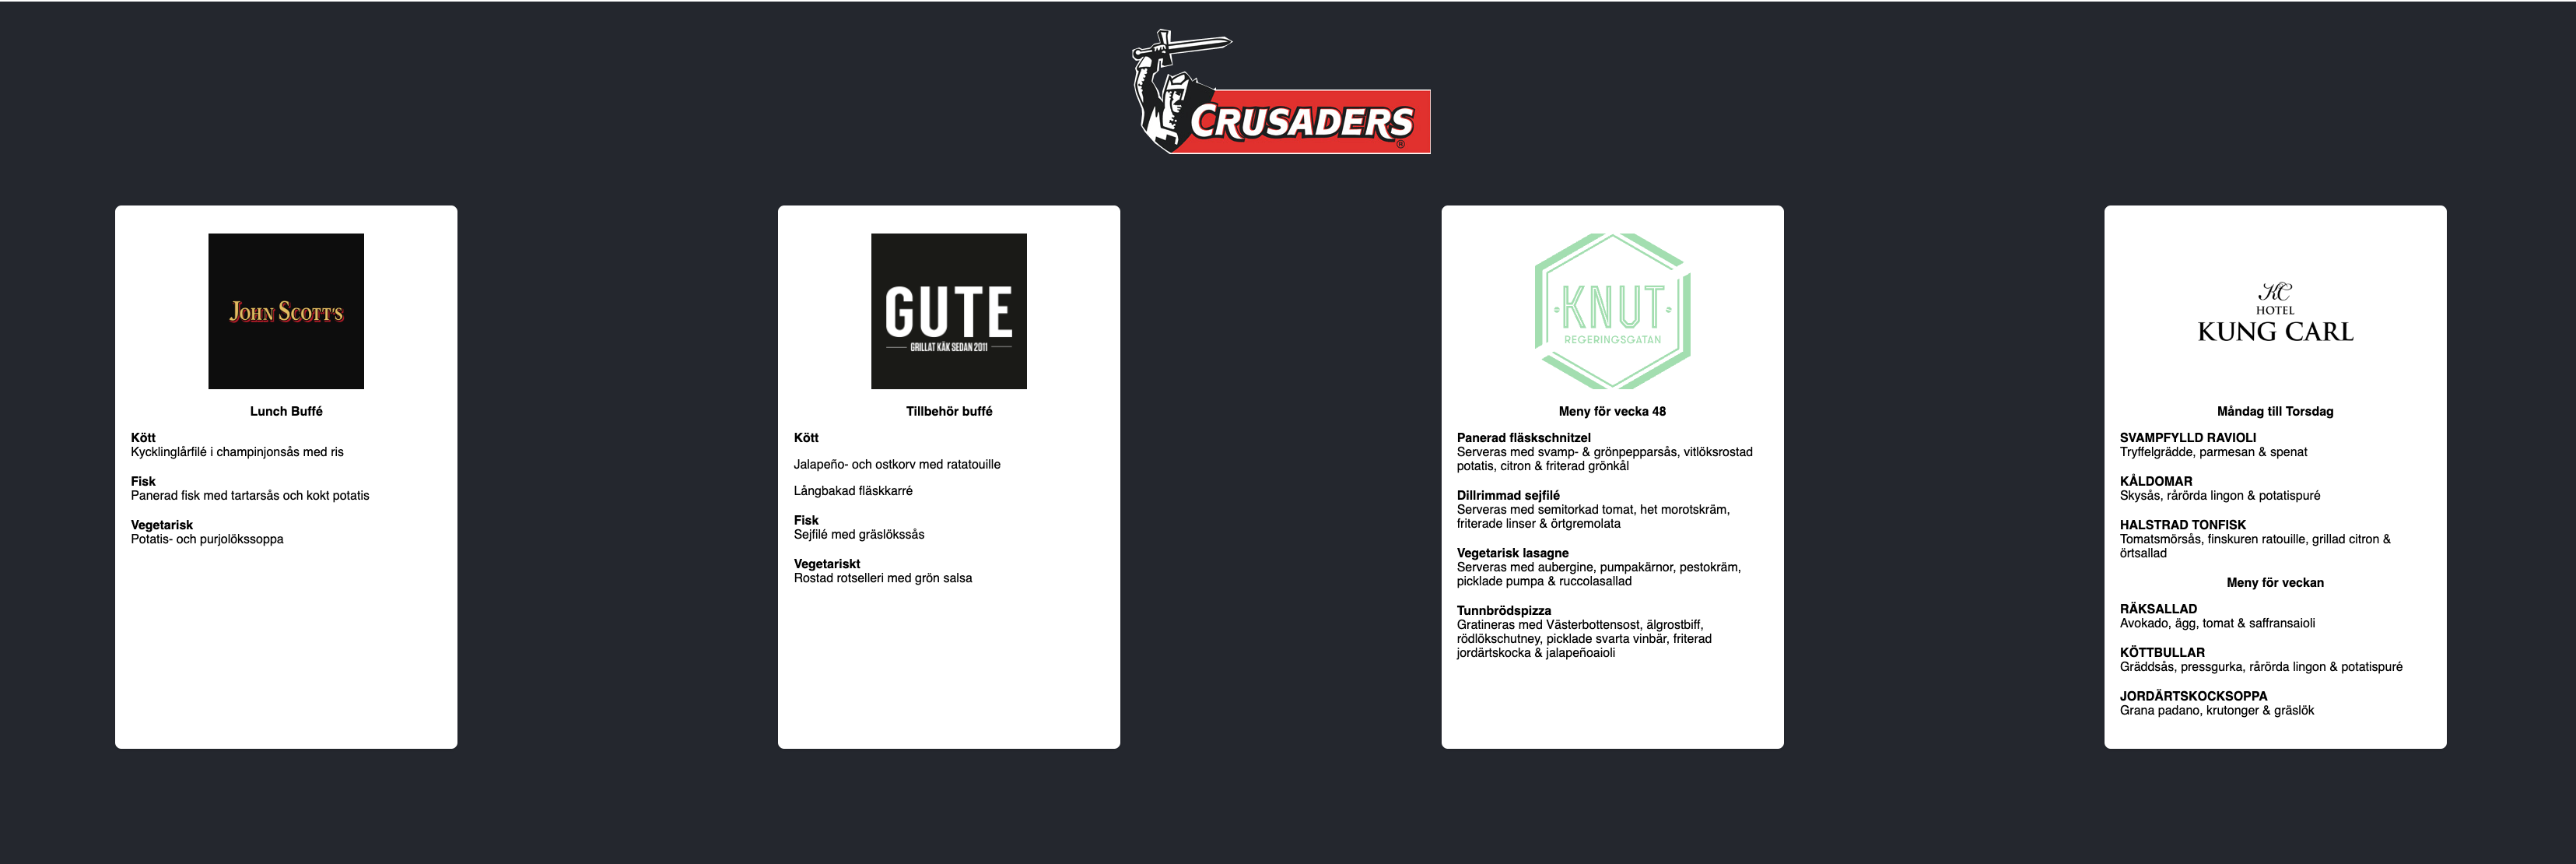 CRUSADERS
®
JOHN SCOTT'S
Lunch Buffé
Kött
Kycklinglårfilé i champinjonsås med ris
Fisk
Panerad fisk med tartarsås och kokt potatis
Vegetarisk
Potatis- och purjolökssoppa
GUTE
GRILLAT KÄK SEDAN 2011
Tillbehör buffé
Kött
Jalapeño- och ostkorv med ratatouille
Långbakad fläskkarré
Fisk
Sejfilé med gräslökssås
Vegetariskt
Rostad rotselleri med grön salsa
KNUT
REGERINGSGATAN
Meny för vecka 48
Panerad fläskschnitzel
Serveras med svamp- & grönpepparsås, vitlöksrostad
potatis, citron & friterad grönkål
Dillrimmad sejfilé
Serveras med semitorkad tomat, het morotskräm,
friterade linser & örtgremolata
Vegetarisk lasagne
Serveras med aubergine, pumpakärnor, pestokräm,
picklade pumpa & ruccolasallad
Tunnbrödspizza
Gratineras med Västerbottensost, älgrostbiff,
rödlökschutney, picklade svarta vinbär, friterad
jordärtskocka & jalapeñoaioli
KC
HOTEL
KUNG CARL
Måndag till Torsdag
SVAMPFYLLD RAVIOLI
Tryffelgrädde, parmesan & spenat
KÅLDOMAR
Skysås, rårörda lingon & potatispuré
HALSTRAD TONFISK
Tomatsmörsås, finskuren ratouille, grillad citron &
örtsallad
Meny för veckan
RÄKSALLAD
Avokado, ägg, tomat & saffransaioli
KÖTTBULLAR
Gräddsås, pressgurka, rårörda lingon & potatispuré
JORDÄRTSKOCKSOPPA
Grana padano, krutonger & gräslök